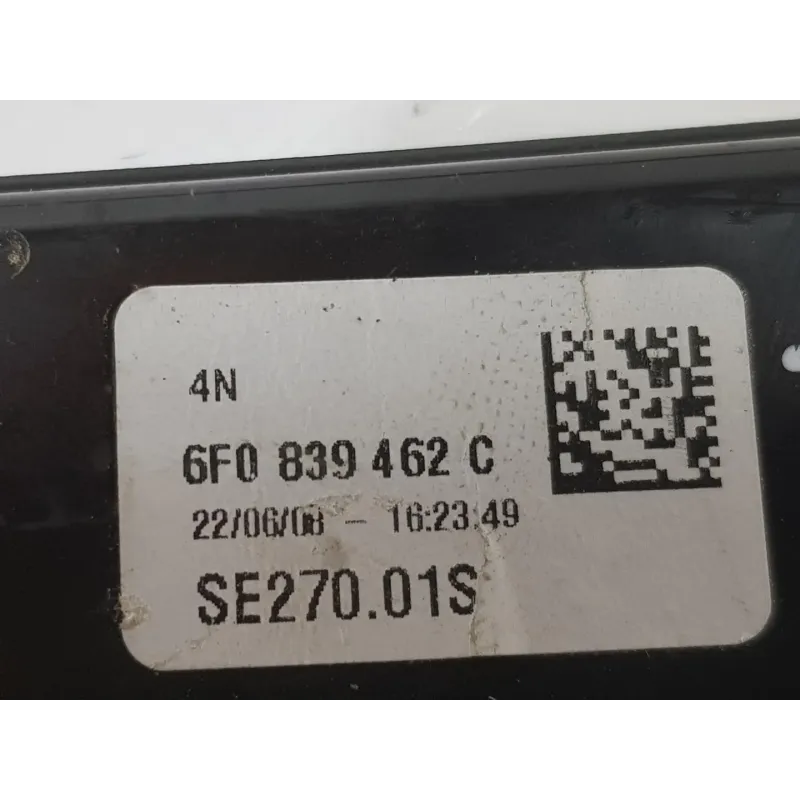 4N
6F0 839 462 C
22/06/08 - 16:23:49
SE270.01S